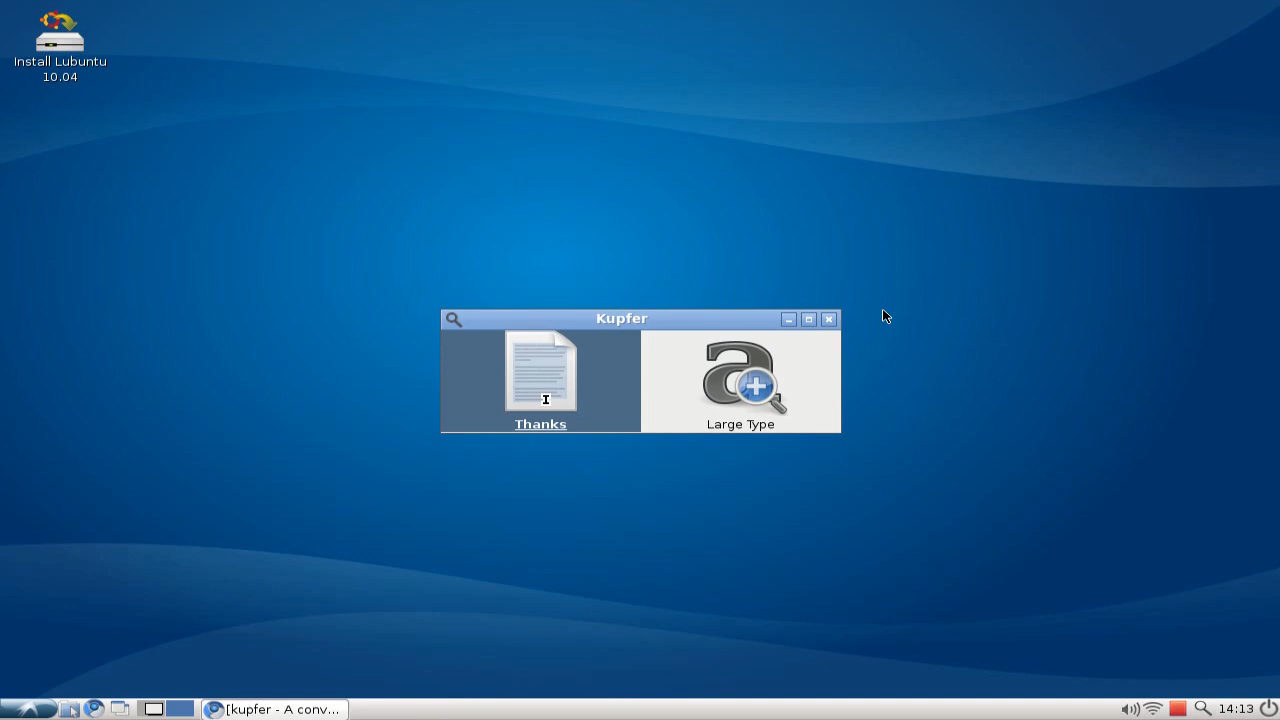 Install Lubuntu
10.04
Kupfer
Thanks
Large Type
[kupfer - A conv...
14:13